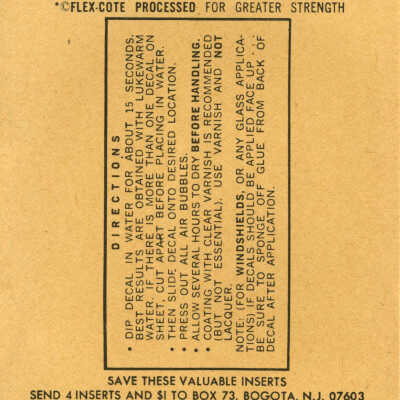 *©FLEX-COTE PROCESSED FOR GREATER STRENGTH
DIRECTIONS
• DIP DECAL IN WATER FOR ABOUT 15 SECONDS.
BEST RESULTS ARE OBTAINED WITH LUKEWARM
WATER. IF THERE IS MORE THAN ONE DECAL ON
SHEET, CUT APART BEFORE PLACING IN WATER.
• THEN SLIDE DECAL ONTO DESIRED LOCATION.
• PRESS OUT ALL AIR BUBBLES.
• ALLOW SEVERAL HOURS TO DRY BEFORE HANDLING.
• COATING WITH CLEAR VARNISH IS RECOMMENDED
(BUT NOT ESSENTIAL). USE VARNISH AND NOT
LACQUER.
NOTE: (FOR WINDSHIELDS, OR ANY GLASS APPLICA-
TIONS) IF DECALS SHOULD BE APPLIED FACE UP . . .
BE SURE TO SPONGE OFF GLUE FROM BACK OF
DECAL AFTER APPLICATION.
SAVE THESE VALUABLE INSERTS
SEND 4 INSERTS AND $1 TO BOX 73, BOGOTA, N.J. 07603